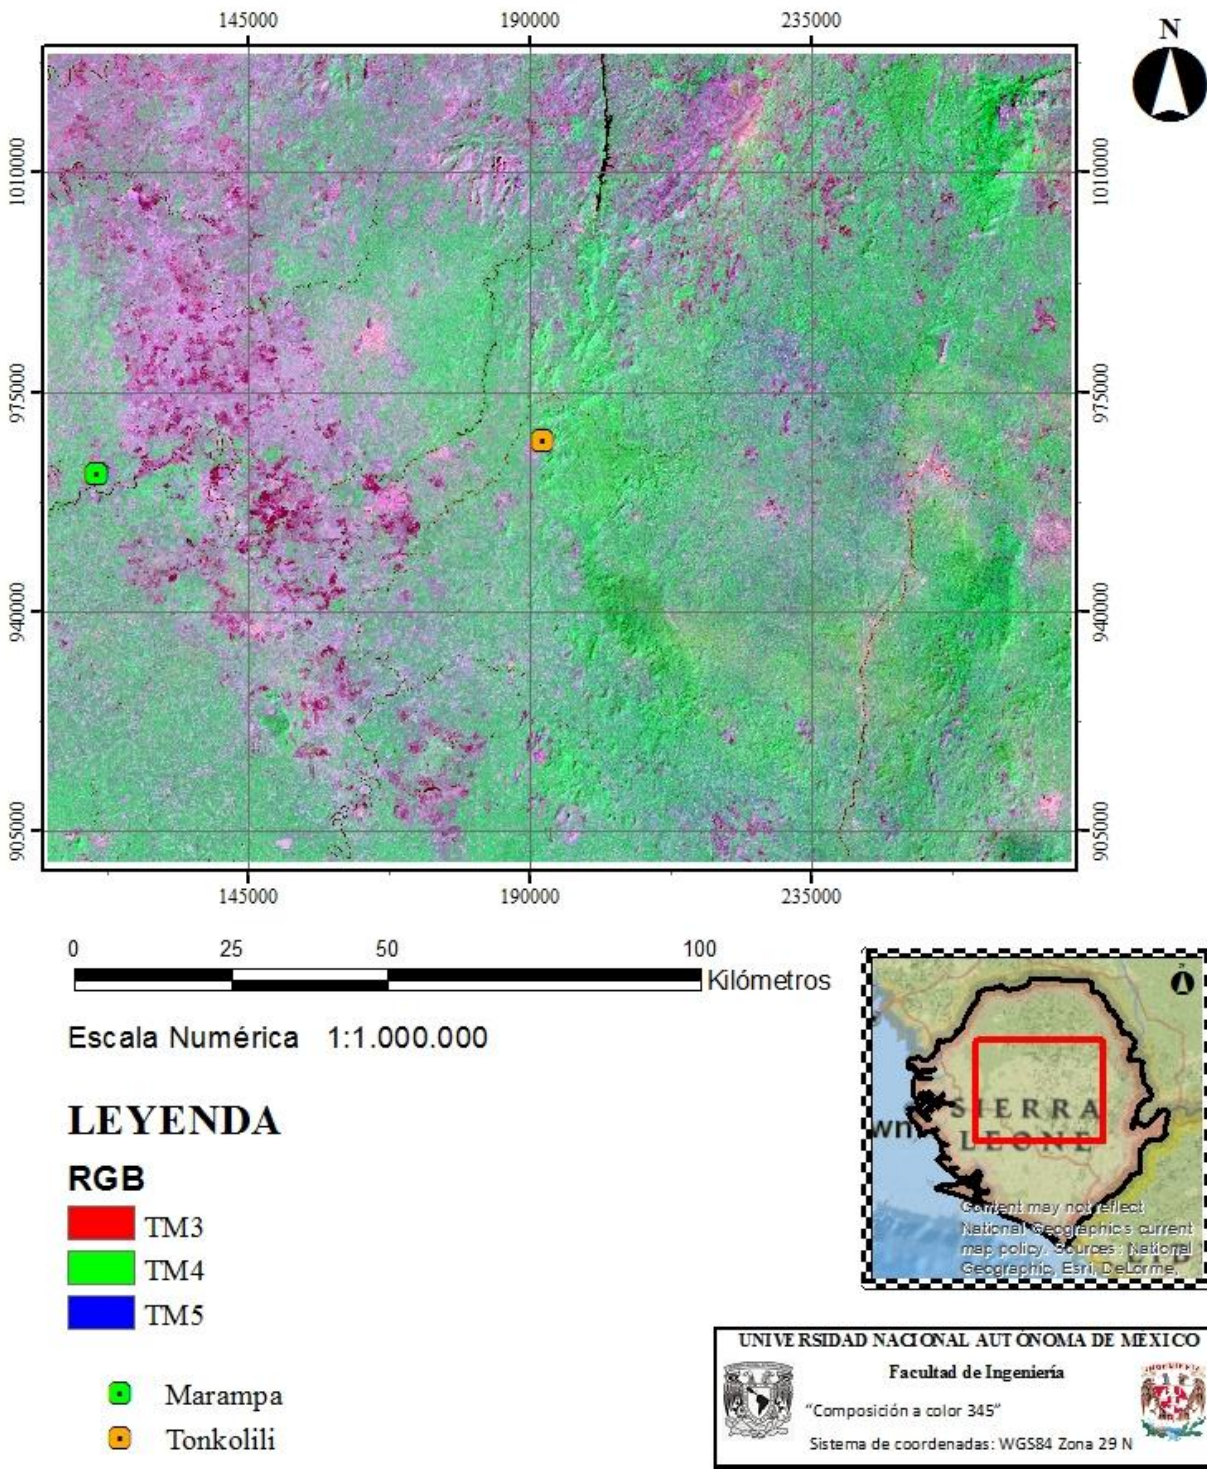 145000 190000 235000
N
1010000 1010000
975000 975000
940000 940000
905000 905000
145000 190000 235000
0 25 50 100
Kilómetros
Escala Numérica 1:1.000.000
LEYENDA
RGB
TM3
TM4
TM5
Marampa
Tonkolili
wn
SIERRA
LEONE
Content may not reflect
National Geographic's current
map policy. Sources: National
Geographic, Esri, DeLorme,
UNIVERSIDAD NACIONAL AUTÓNOMA DE MÉXICO
Facultad de Ingeniería
"Composición a color 345"
Sistema de coordenadas: WGS84 Zona 29 N